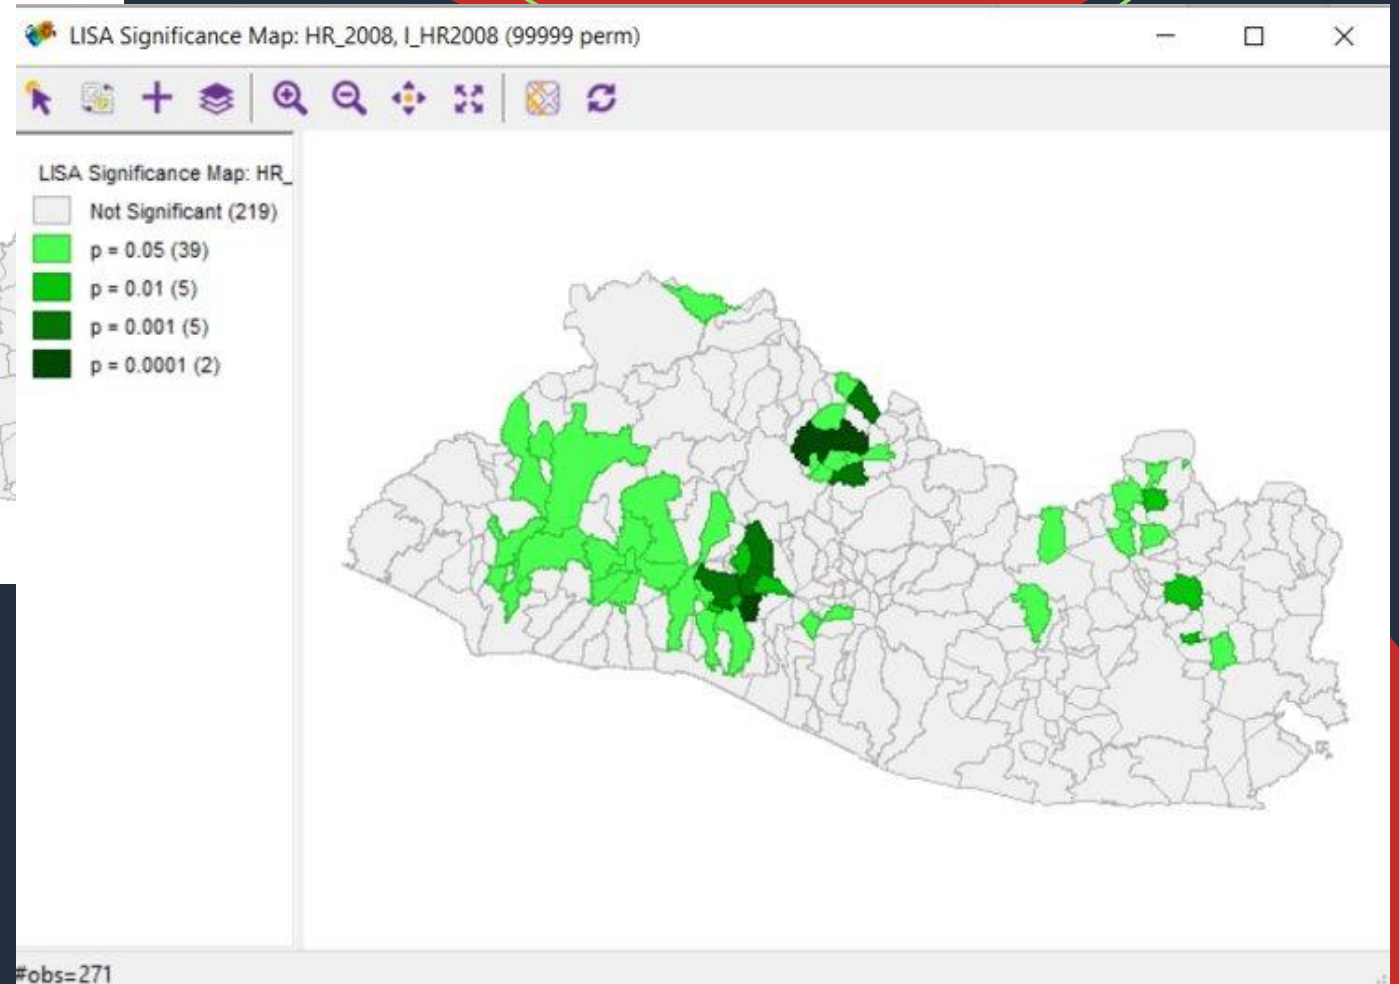 LISA Significance Map: HR_2008, I_HR2008 (99999 perm)
LISA Significance Map: HR_
Not Significant (219)
p = 0.05 (39)
p = 0.01 (5)
p = 0.001 (5)
p = 0.0001 (2)
#obs=271